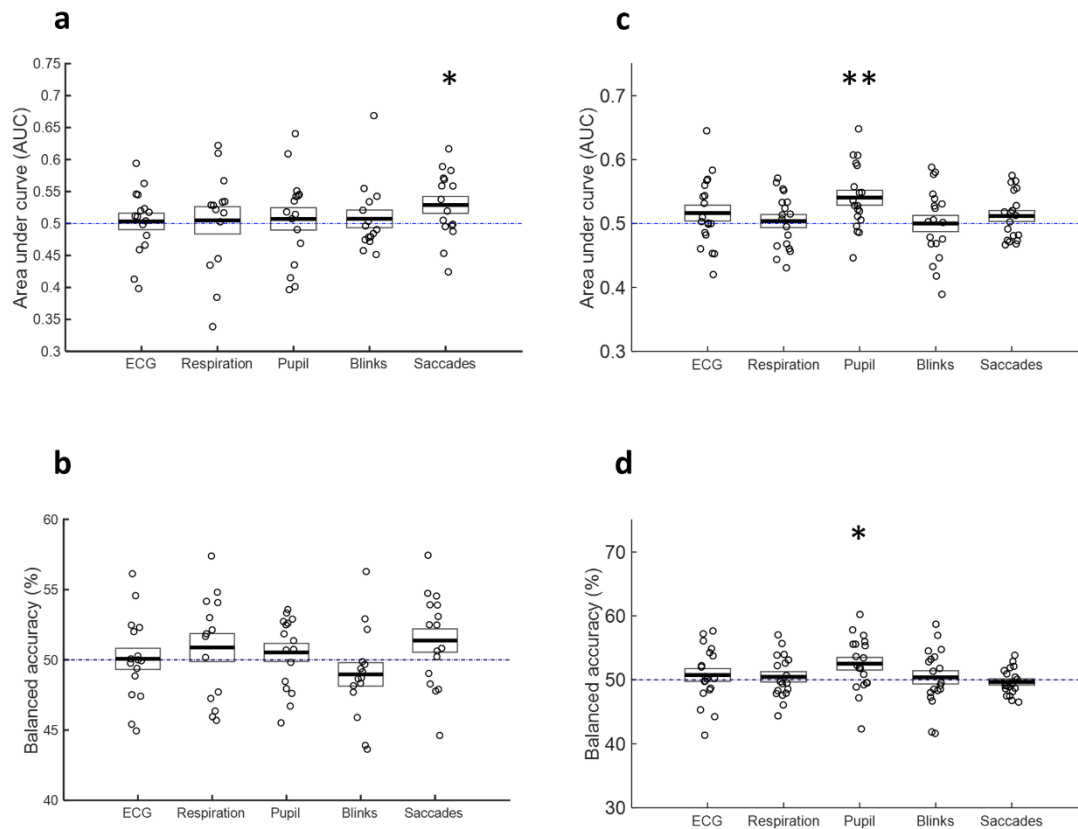 a
Area under curve (AUC)
0.75
0.7
0.65
0.6
0.55
0.5
0.45
0.4
0.35
0.3
*
ECG Respiration Pupil Blinks Saccades
c
Area under curve (AUC)
0.7
0.6
0.5
0.4
0.3
**
ECG Respiration Pupil Blinks Saccades
b
Balanced accuracy (%)
60
55
50
45
40
ECG Respiration Pupil Blinks Saccades
d
Balanced accuracy (%)
70
60
50
40
30
*
ECG Respiration Pupil Blinks Saccades